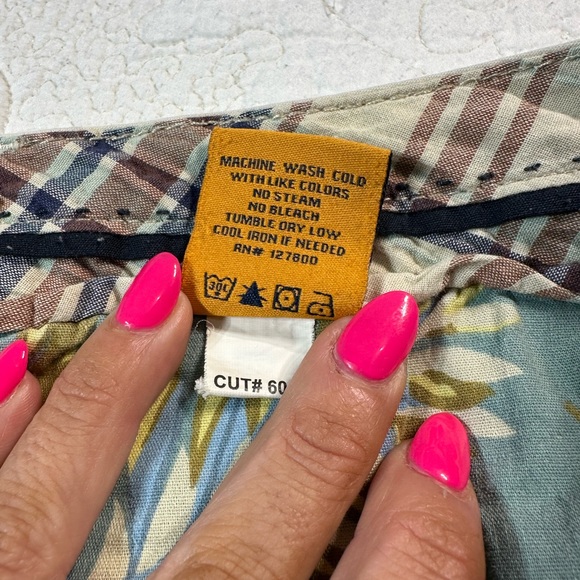 MACHINE WASH COLD
WITH LIKE COLORS
NO STEAM
NO BLEACH
TUMBLE DRY LOW
COOL IRON IF NEEDED
RN# 127800
30C
CUT# 60